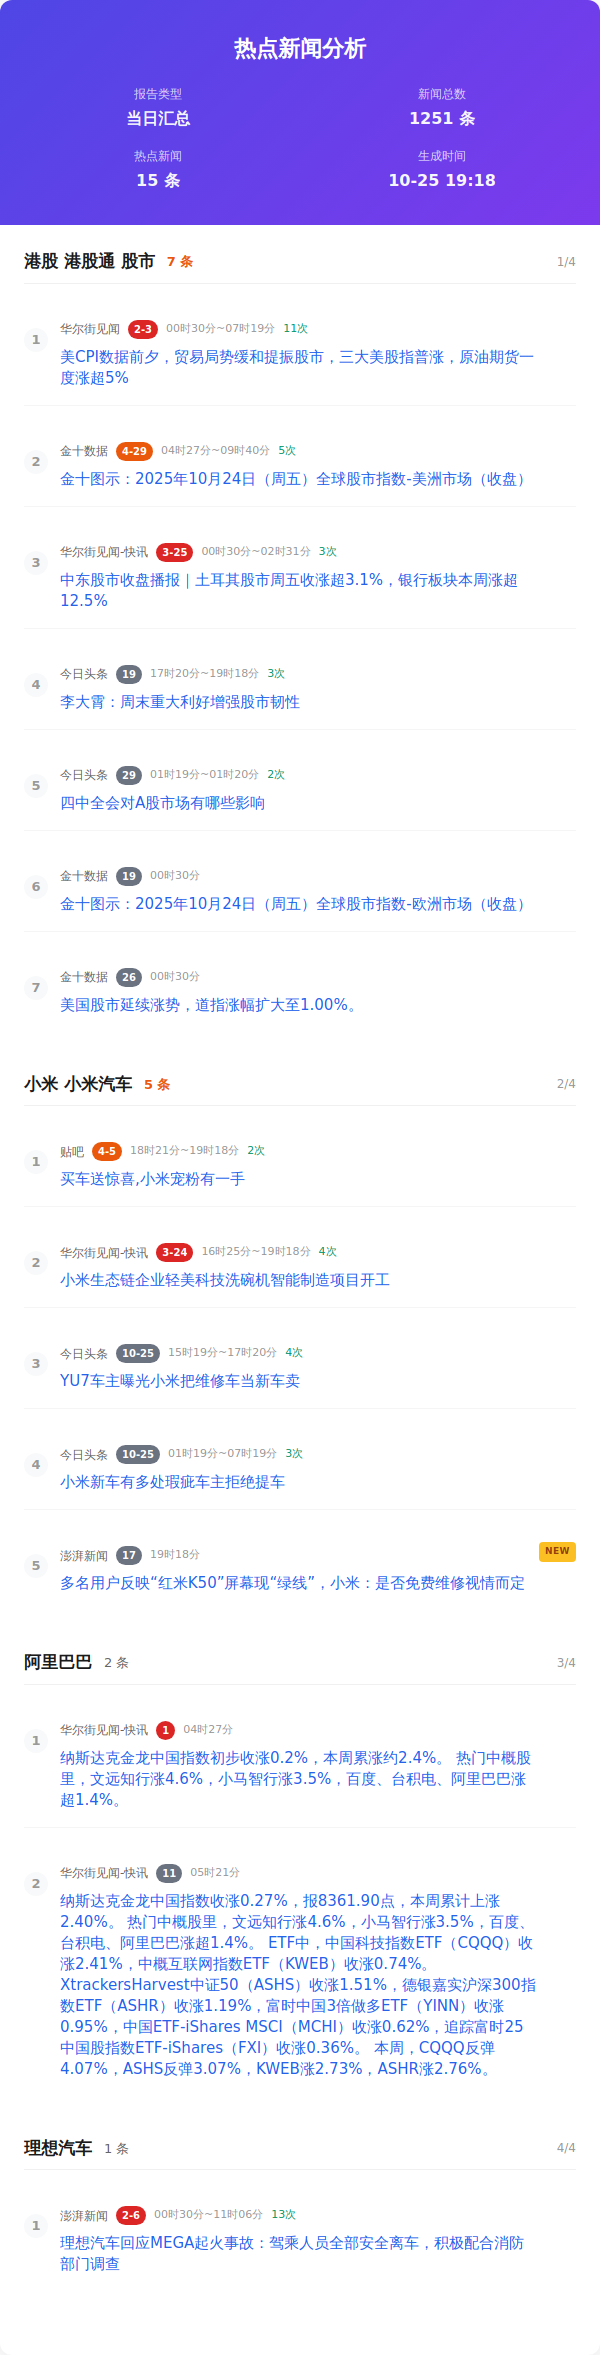 热点新闻分析
报告类型
新闻总数
当日汇总
1251 条
热点新闻
生成时间
15 条
10-25 19:18
港股 港股通 股市 7 条 1/4
1
华尔街见闻 2-3 00时30分~07时19分 11次
美CPI数据前夕，贸易局势缓和提振股市，三大美股指普涨，原油期货一
度涨超5%
2
金十数据 4-29 04时27分~09时40分 5次
金十图示：2025年10月24日（周五）全球股市指数-美洲市场（收盘）
3
华尔街见闻-快讯 3-25 00时30分~02时31分 3次
中东股市收盘播报｜土耳其股市周五收涨超3.1%，银行板块本周涨超
12.5%
4
今日头条 19 17时20分~19时18分 3次
李大霄：周末重大利好增强股市韧性
5
今日头条 29 01时19分~01时20分 2次
四中全会对A股市场有哪些影响
6
金十数据 19 00时30分
金十图示：2025年10月24日（周五）全球股市指数-欧洲市场（收盘）
7
金十数据 26 00时30分
美国股市延续涨势，道指涨幅扩大至1.00%。
小米 小米汽车 5 条 2/4
1
贴吧 4-5 18时21分~19时18分 2次
买车送惊喜,小米宠粉有一手
2
华尔街见闻-快讯 3-24 16时25分~19时18分 4次
小米生态链企业轻美科技洗碗机智能制造项目开工
3
今日头条 10-25 15时19分~17时20分 4次
YU7车主曝光小米把维修车当新车卖
4
今日头条 10-25 01时19分~07时19分 3次
小米新车有多处瑕疵车主拒绝提车
5
澎湃新闻 17 19时18分 NEW
多名用户反映“红米K50”屏幕现“绿线”，小米：是否免费维修视情而定
阿里巴巴 2 条 3/4
1
华尔街见闻-快讯 1 04时27分
纳斯达克金龙中国指数初步收涨0.2%，本周累涨约2.4%。 热门中概股
里，文远知行涨4.6%，小马智行涨3.5%，百度、台积电、阿里巴巴涨
超1.4%。
2
华尔街见闻-快讯 11 05时21分
纳斯达克金龙中国指数收涨0.27%，报8361.90点，本周累计上涨
2.40%。 热门中概股里，文远知行涨4.6%，小马智行涨3.5%，百度、
台积电、阿里巴巴涨超1.4%。 ETF中，中国科技指数ETF（CQQQ）收
涨2.41%，中概互联网指数ETF（KWEB）收涨0.74%。
XtrackersHarvest中证50（ASHS）收涨1.51%，德银嘉实沪深300指
数ETF（ASHR）收涨1.19%，富时中国3倍做多ETF（YINN）收涨
0.95%，中国ETF-iShares MSCI（MCHI）收涨0.62%，追踪富时25
中国股指数ETF-iShares（FXI）收涨0.36%。 本周，CQQQ反弹
4.07%，ASHS反弹3.07%，KWEB涨2.73%，ASHR涨2.76%。
理想汽车 1 条 4/4
1
澎湃新闻 2-6 00时30分~11时06分 13次
理想汽车回应MEGA起火事故：驾乘人员全部安全离车，积极配合消防
部门调查